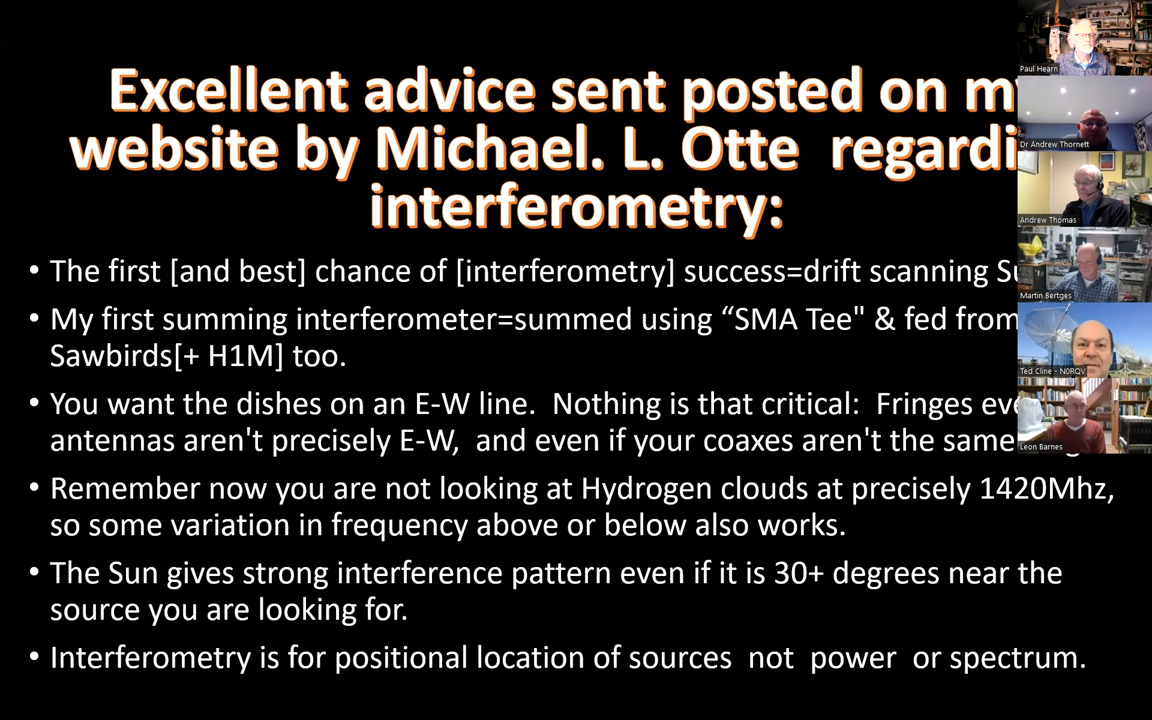 Excellent advice sent posted on
website by Michael. L. Otte
interferometry:
• The first [and best] chance of [interferometry] success=drift scanning
• My first summing interferometer=summed using “SMA Tee" & fed from
Sawbirds[+ H1M] too.
• You want the dishes on an E-W line. Nothing is that critical: Fringes
antennas aren't precisely E-W, and even if your coaxes aren't the same
• Remember now you are not looking at Hydrogen clouds at precisely 1420Mhz,
so some variation in frequency above or below also works.
• The Sun gives strong interference pattern even if it is 30+ degrees near the
source you are looking for.
• Interferometry is for positional location of sources not power or spectrum.
Paul Hearn
Dr Andrew Thornett
Andrew Thomas
Martin Bertges
Ted Cline - N0RQV
Leon Barnes